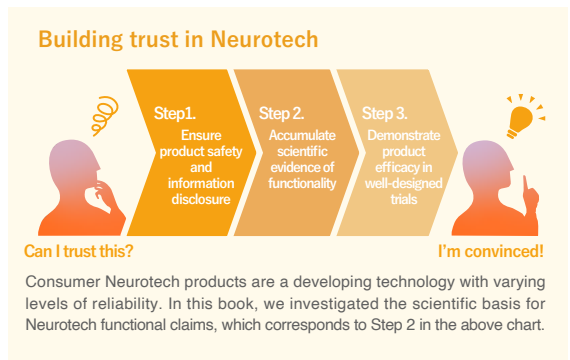 Building trust in Neurotech
Step1.
Ensure
product safety
and
information
disclosure
Step 2.
Accumulate
scientific
evidence of
functionality
Step 3.
Demonstrate
product
efficacy in
well-designed
trials
Can I trust this?
I'm convinced!
Consumer Neurotech products are a developing technology with varying
levels of reliability. In this book, we investigated the scientific basis for
Neurotech functional claims, which corresponds to Step 2 in the above chart.